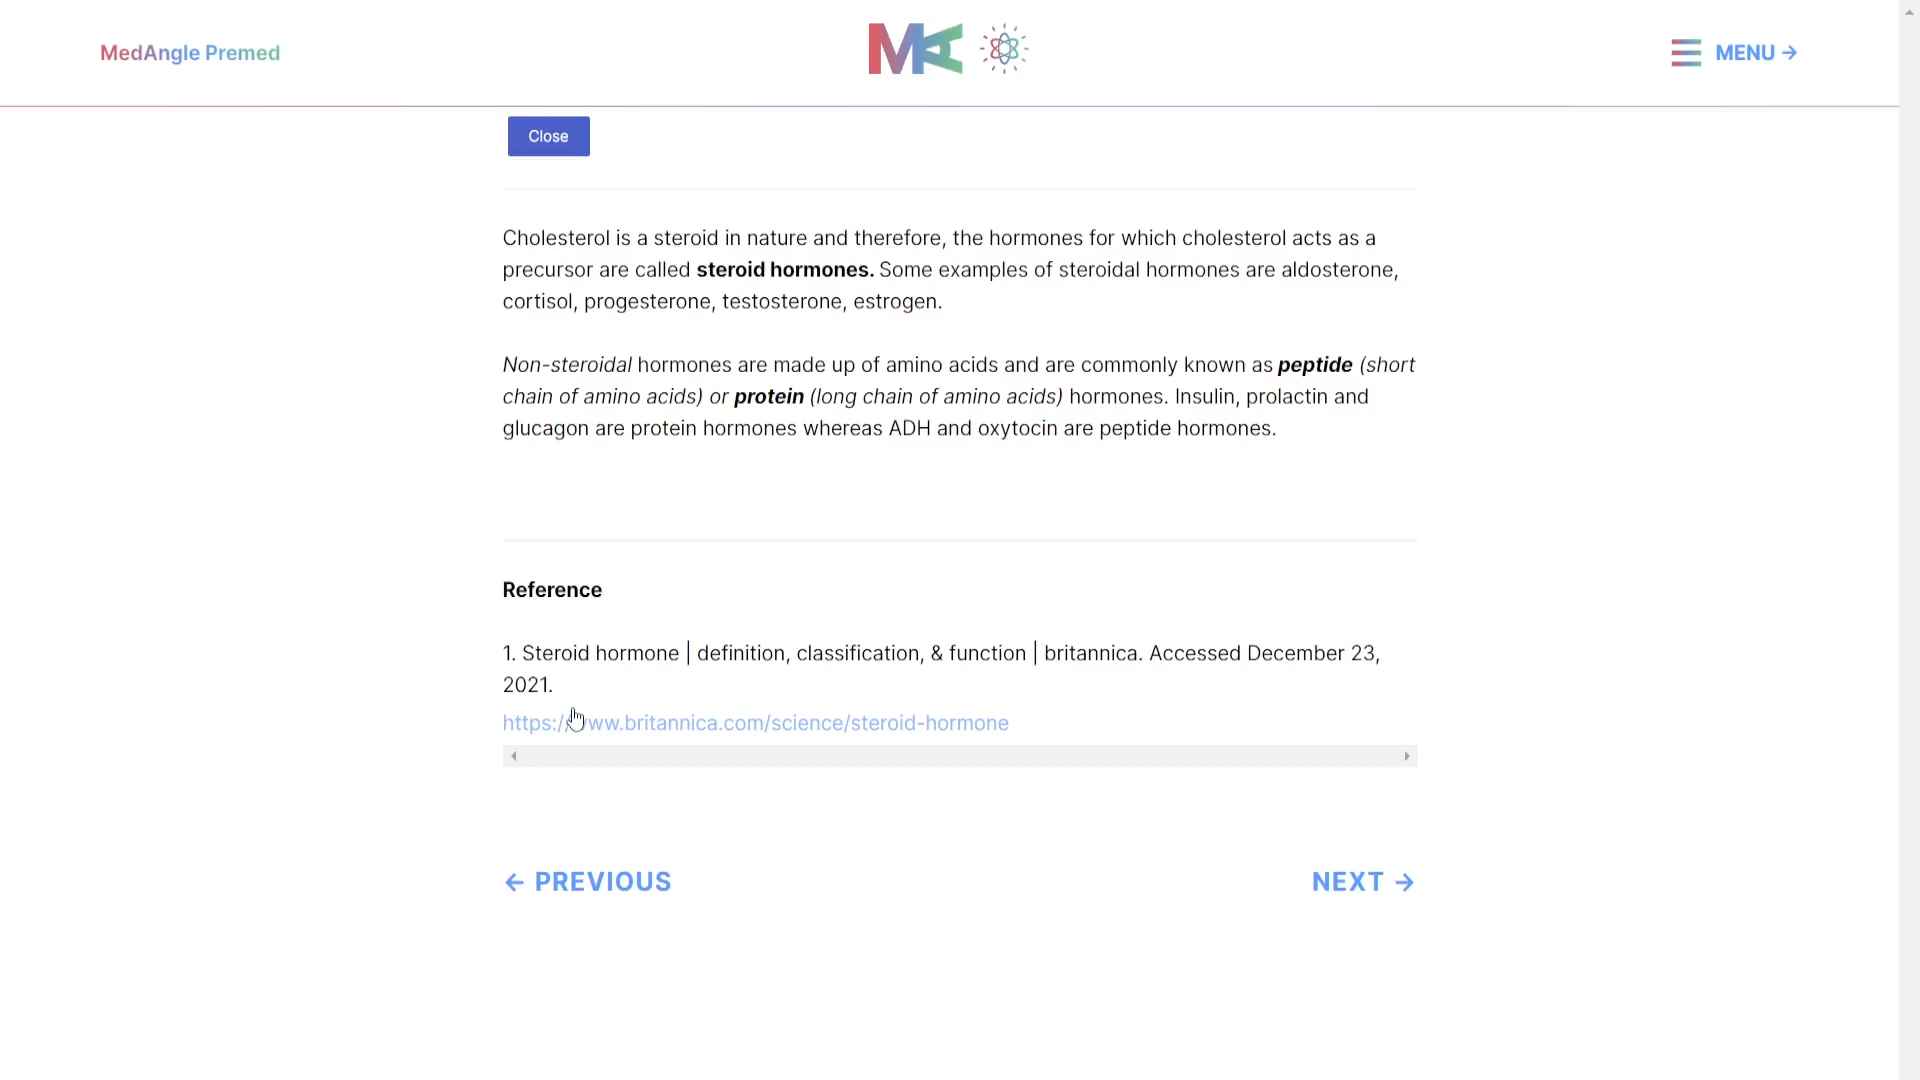 MedAngle Premed
MA
MENU →
Close
Cholesterol is a steroid in nature and therefore, the hormones for which cholesterol acts as a
precursor are called steroid hormones. Some examples of steroidal hormones are aldosterone,
cortisol, progesterone, testosterone, estrogen.
Non-steroidal hormones are made up of amino acids and are commonly known as peptide (short
chain of amino acids) or protein (long chain of amino acids) hormones. Insulin, prolactin and
glucagon are protein hormones whereas ADH and oxytocin are peptide hormones.
Reference
1. Steroid hormone | definition, classification, & function | britannica. Accessed December 23,
2021.
https://www.britannica.com/science/steroid-hormone
← PREVIOUS
NEXT →